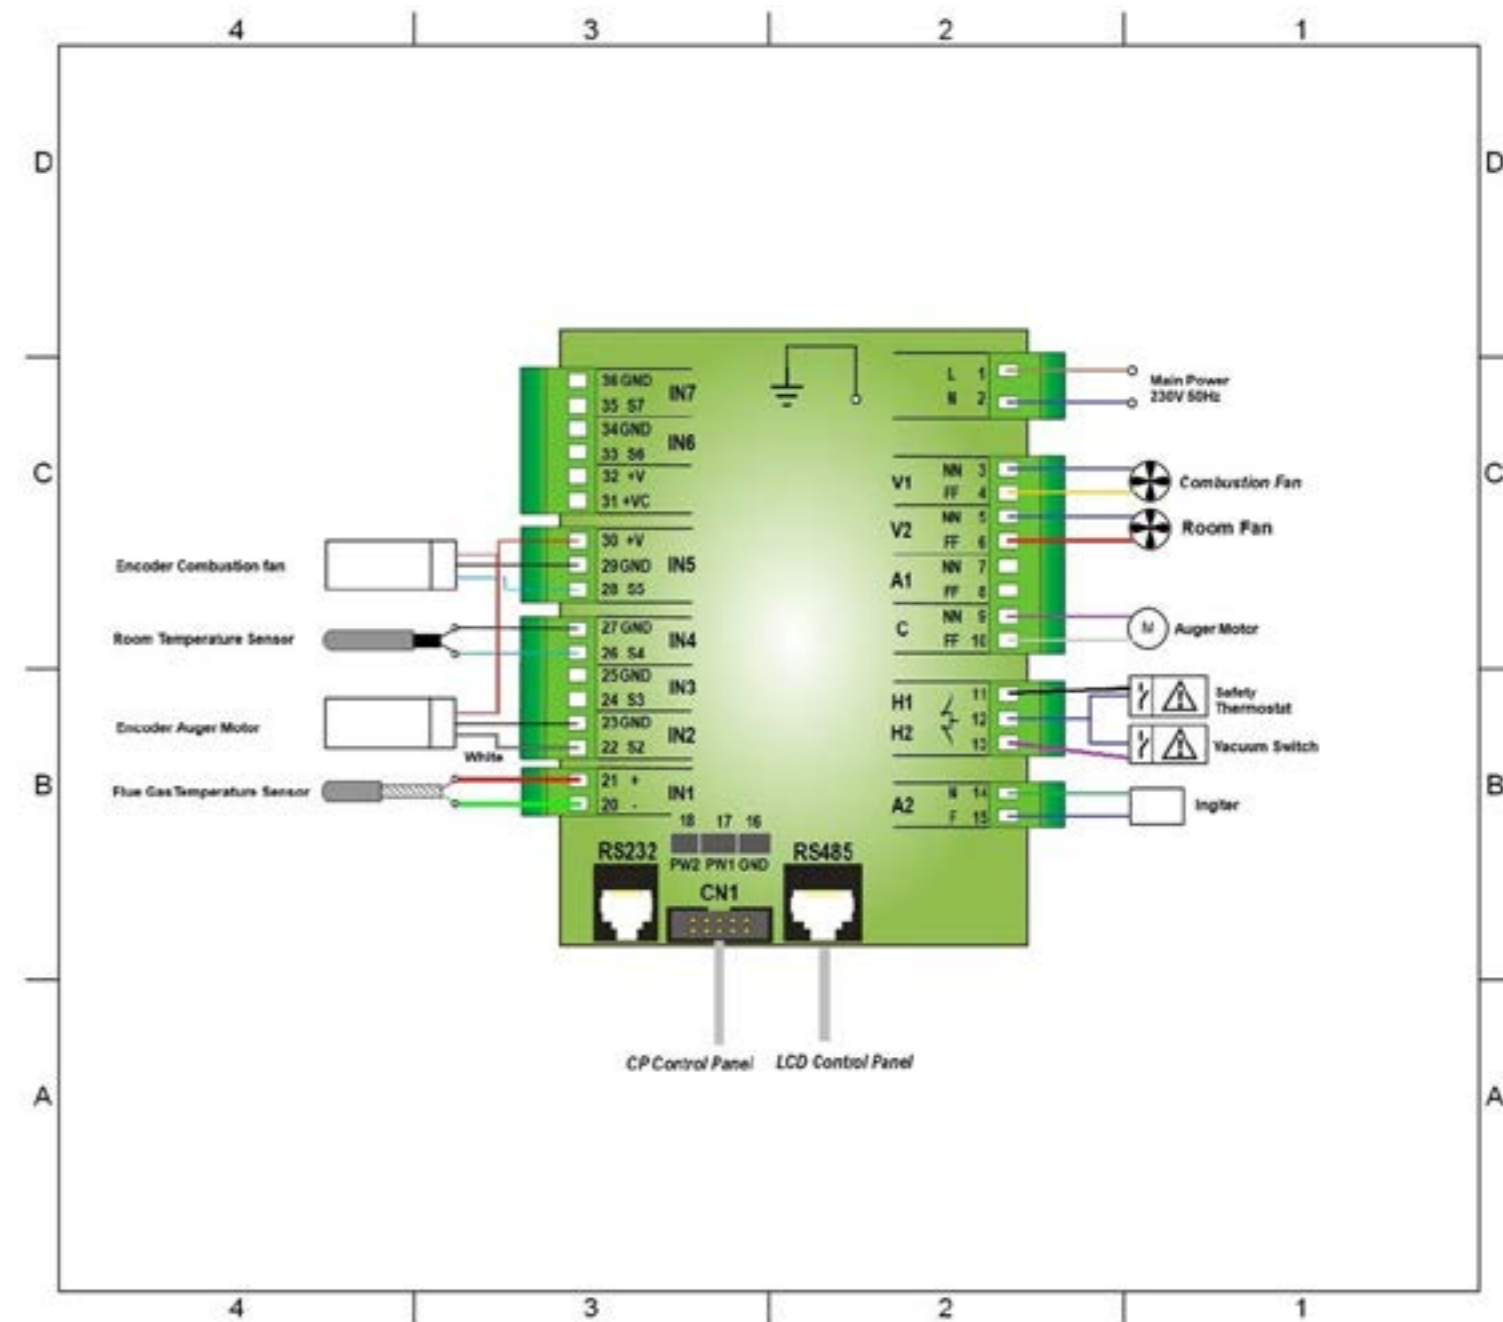 4 3 2 1
D D
36 GND
IN7
35 S7
34 GND
IN6
33 S6
32 +V
31 +VC
L 1
N 2
Main Power
230V 50Hz
C C
V1
NN 3
FF 4
Combustion Fan
V2
NN 5
FF 6
Room Fan
A1
NN 7
FF 8
C
NN 9
FF 10
M
Auger Motor
Encoder Combustion fan
30 +V
29 GND
IN5
28 S5
Room Temperature Sensor
27 GND
IN4
26 S4
25 GND
IN3
24 S3
Encoder Auger Motor
23 GND
IN2
22 S2
White
Flue Gas Temperature Sensor
21 +
IN1
20 -
H1
11
12
H2
13
Safety
Thermostat
Vacuum Switch
B B
A2
N 14
F 15
Ingiter
18 17 16
PW2 PW1 GND
RS232
RS485
CN1
CP Control Panel
LCD Control Panel
A A
4 3 2 1